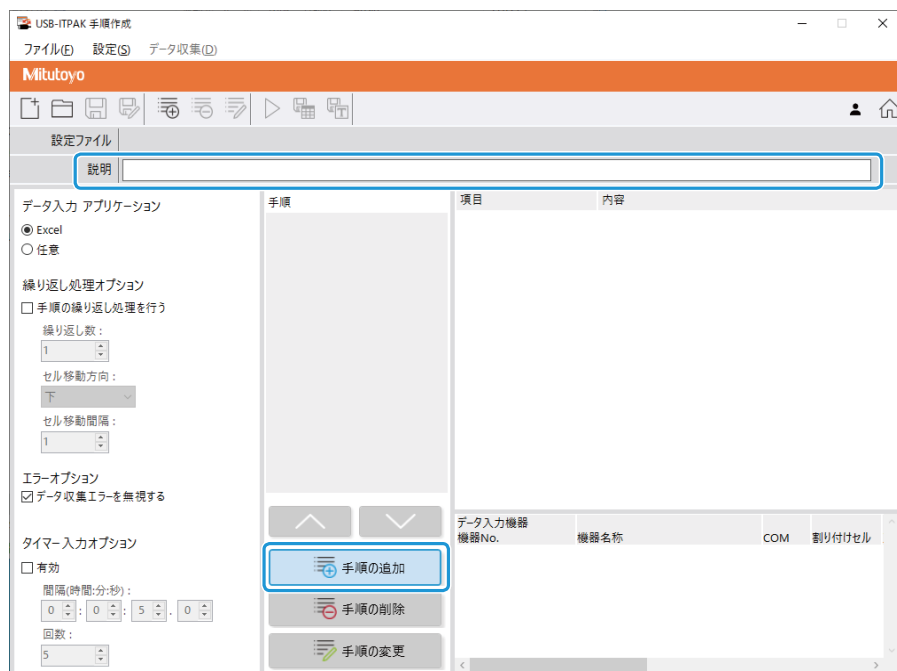 USB-ITPAK 手順作成
ファイル(F) 設定(S) データ収集(D)
Mitutoyo
設定ファイル
説明
データ入力 アプリケーション
Excel
任意
繰り返し処理オプション
手順の繰り返し処理を行う
繰り返し数 :
1
セル移動方向 :
下
セル移動間隔 :
1
エラーオプション
データ収集エラーを無視する
タイマー入力オプション
有効
間隔(時間:分:秒) :
0 : 0 : 5 . 0
回数 :
5
手順
手順の追加
手順の削除
手順の変更
項目 内容
データ入力機器
機器No. 機器名称 COM 割り付けセル